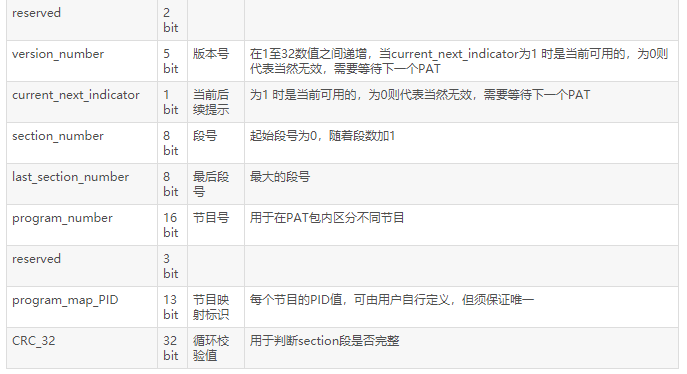 reserved 2 bit
version_number 5 bit 版本号 在1至32数值之间递增，当current_next_indicator为1 时是当前可用的，为0则
代表当然无效，需要等待下一个PAT
current_next_indicator 1 bit 当前后续提示 为1 时是当前可用的，为0则代表当然无效，需要等待下一个PAT
section_number 8 bit 段号 起始段号为0，随着段数加1
last_section_number 8 bit 最后段号 最大的段号
program_number 16 bit 节目号 用于在PAT包内区分不同节目
reserved 3 bit
program_map_PID 13 bit 节目映射标识 每个节目的PID值，可由用户自行定义，但须保证唯一
CRC_32 32 bit 循环校验值 用于判断section段是否完整